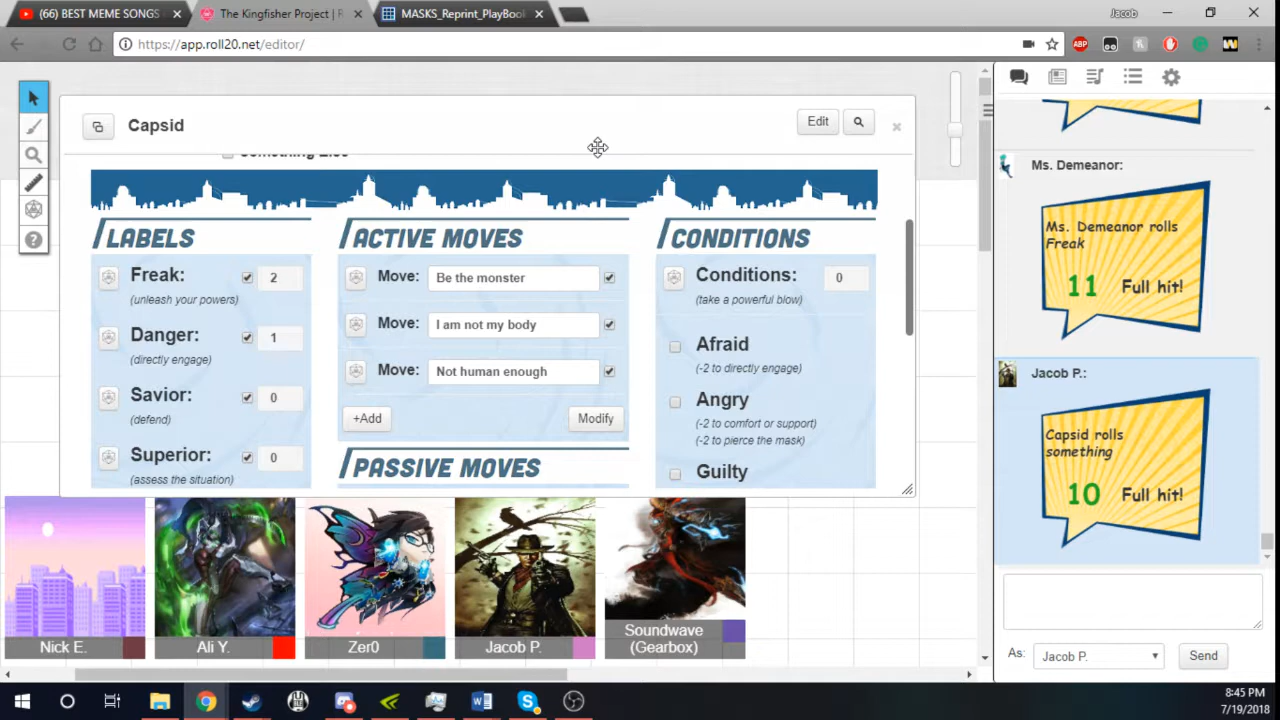 (66) BEST MEME SONGS
The Kingfisher Project | R
MASKS_Reprint_PlayBook
Jacob
https://app.roll20.net/editor/
ABP
Capsid
Edit
Something Else
LABELS
ACTIVE MOVES
CONDITIONS
Freak:
2
(unleash your powers)
Danger:
1
(directly engage)
Savior:
0
(defend)
Superior:
0
(assess the situation)
Move:
Be the monster
Move:
I am not my body
Move:
Not human enough
+Add
Modify
PASSIVE MOVES
Conditions:
0
(take a powerful blow)
Afraid
(-2 to directly engage)
Angry
(-2 to comfort or support)
(-2 to pierce the mask)
Guilty
Nick E.
Ali Y.
Zer0
Jacob P.
Soundwave
(Gearbox)
Ms. Demeanor:
Ms. Demeanor rolls
Freak
11 Full hit!
Jacob P.:
Capsid rolls
something
10 Full hit!
As:
Jacob P.
Send
8:45 PM
7/19/2018